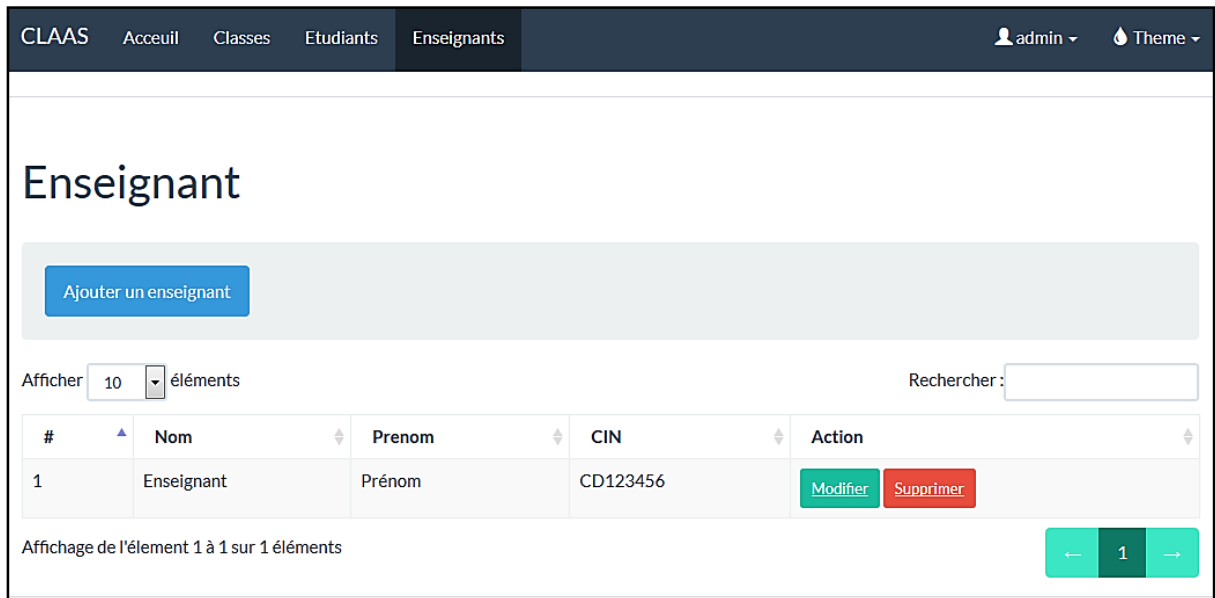 CLAAS Acceuil Classes Etudiants Enseignants admin Theme
Enseignant
Ajouter un enseignant
Afficher 10 éléments Rechercher :
# Nom Prenom CIN Action
1 Enseignant Prénom CD123456 Modifier Supprimer
Affichage de l'élement 1 à 1 sur 1 éléments ← 1 →